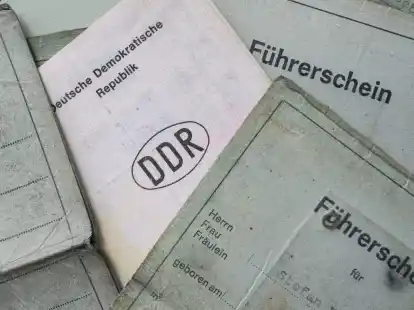 Deutsche Demokratische
Republik
DDR
Führerschein
Führersche
für
Herrn
Frau
Fräulein
geboren am